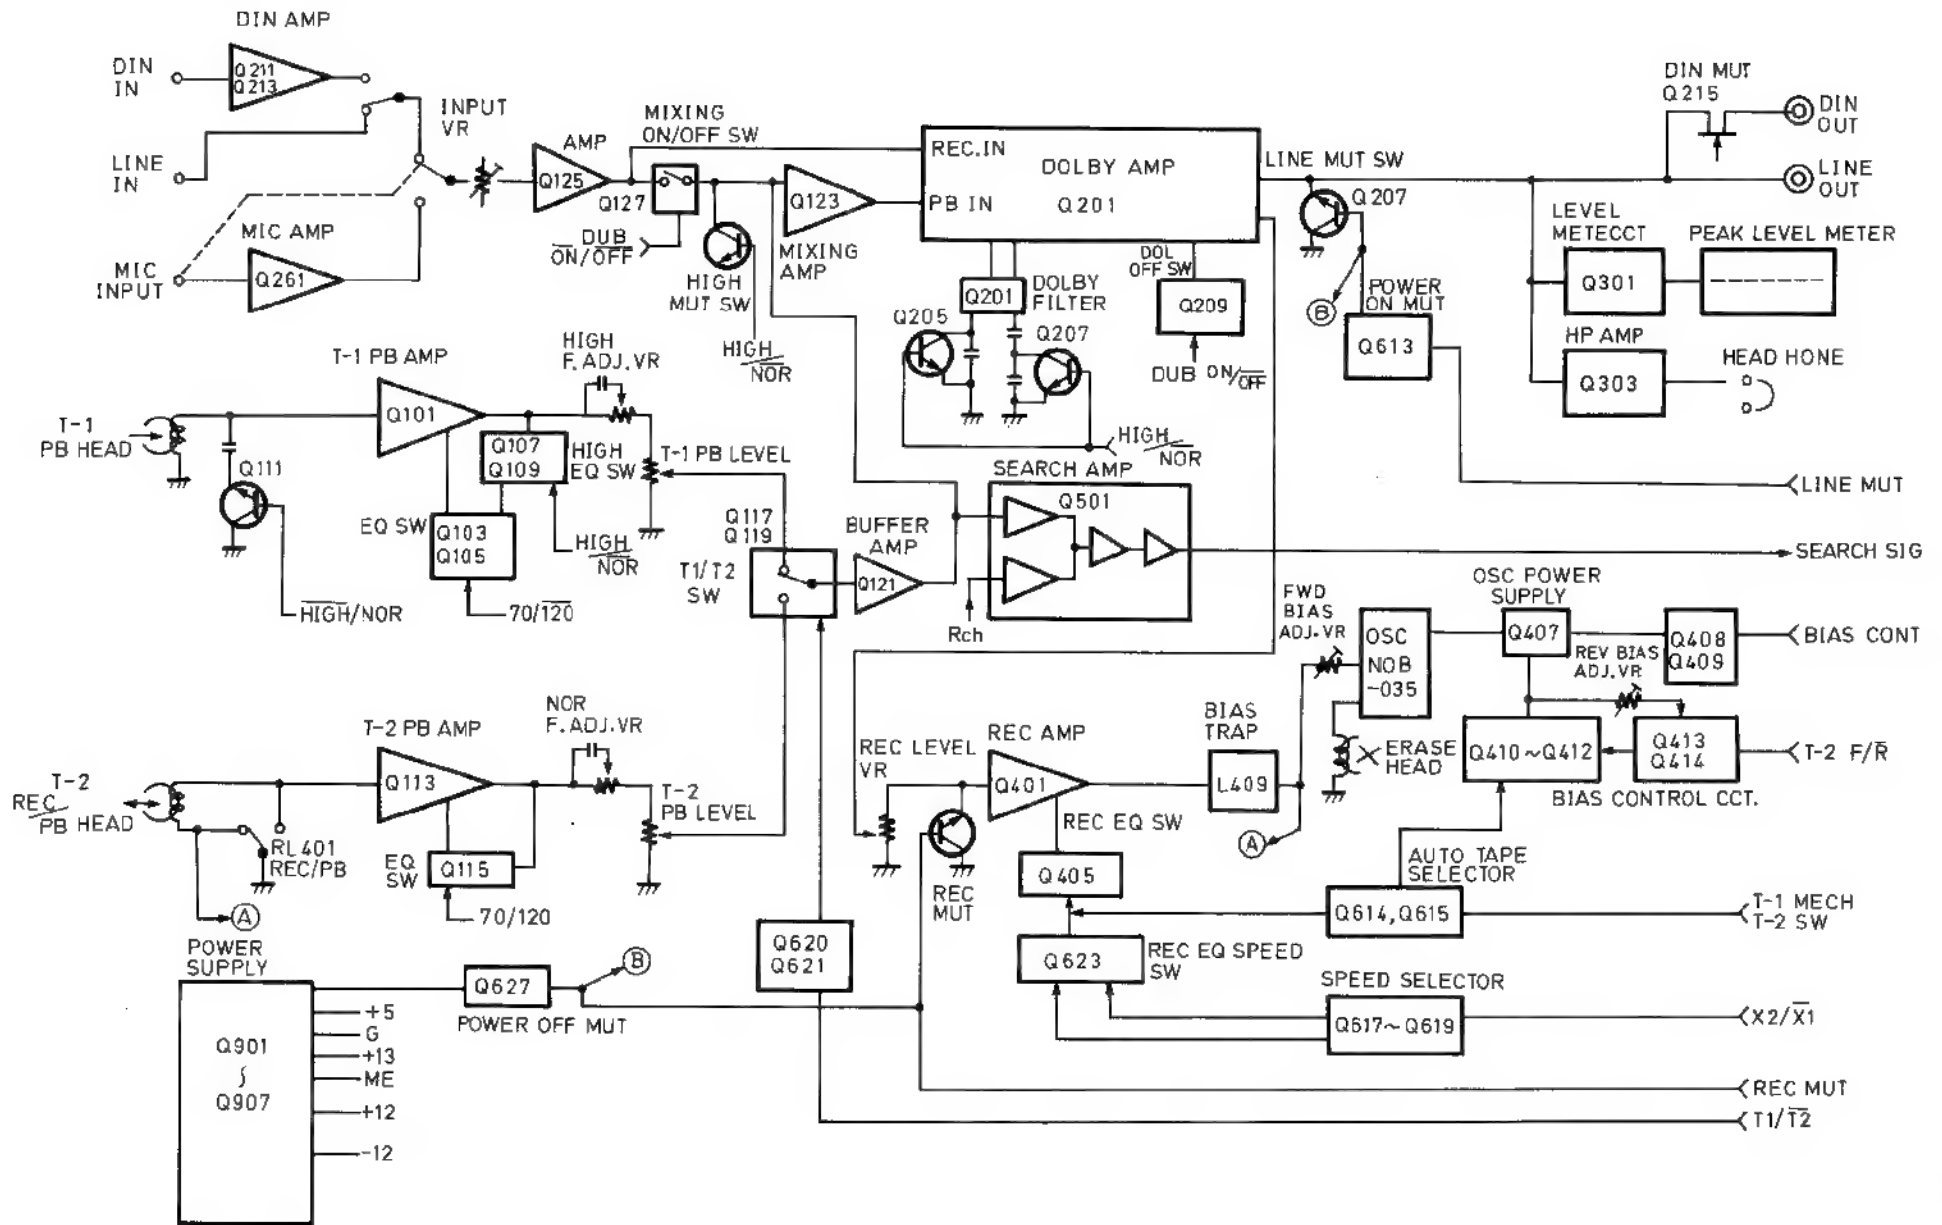 DIN AMP
DIN
IN
Q211
Q213
INPUT
VR
LINE
IN
MIC AMP
MIC
INPUT
Q261
AMP
Q125
MIXING
ON/OFF SW
Q127
DUB
ON/OFF
HIGH
MUT SW
HIGH/NOR
Q123
MIXING
AMP
REC.IN
DOLBY AMP
PB IN
Q201
DOL
OFF SW
Q201
DOLBY
FILTER
Q205
Q207
Q209
DUB ON/OFF
HIGH/NOR
LINE MUT SW
Q207
B
POWER
ON MUT
Q613
DIN MUT
Q215
DIN
OUT
LINE
OUT
LEVEL
METECCT
Q301
PEAK LEVEL METER
HP AMP
Q303
HEAD HONE
LINE MUT
T-1
PB HEAD
T-1 PB AMP
Q101
HIGH
F.ADJ.VR
Q107
Q109
HIGH
EQ SW
T-1 PB LEVEL
Q111
EQ SW
Q103
Q105
HIGH/NOR
HIGH/NOR
70/120
Q117
Q119
T1/T2
SW
BUFFER
AMP
Q121
SEARCH AMP
Q501
Rch
SEARCH SIG
FWD
BIAS
ADJ.VR
OSC
NOB
-035
OSC POWER
SUPPLY
Q407
Q408
Q409
BIAS CONT
REV BIAS
ADJ.VR
T-2
REC/PB HEAD
T-2 PB AMP
Q113
NOR
F.ADJ.VR
T-2
PB LEVEL
RL401
REC/PB
EQ
SW
Q115
70/120
A
REC LEVEL
VR
REC AMP
Q401
BIAS
TRAP
L409
ERASE
HEAD
Q410~Q412
Q413
Q414
T-2 F/R
BIAS CONTROL CCT.
A
REC EQ SW
REC
MUT
Q405
AUTO TAPE
SELECTOR
Q614,Q615
T-1 MECH
T-2 SW
POWER
SUPPLY
Q627
B
POWER OFF MUT
Q620
Q621
Q623
REC EQ SPEED
SW
SPEED SELECTOR
Q617~Q619
X2/X1
Q901
∫
Q907
+5
G
+13
ME
+12
-12
REC MUT
T1/T2